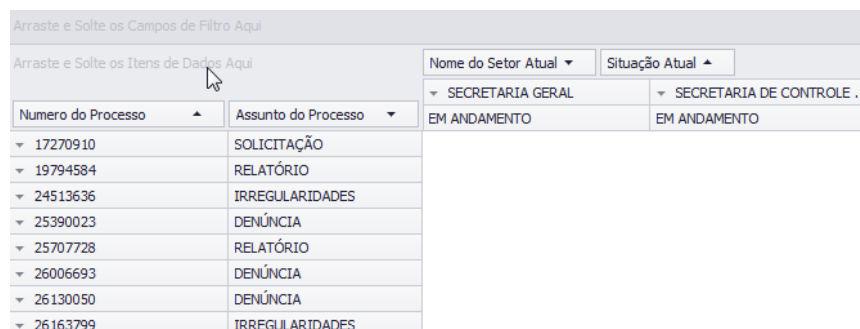 Arraste e Solte os Campos de Filtro Aqui
Arraste e Solte os Itens de Dados Aqui
Nome do Setor Atual Situação Atual
SECRETARIA GERAL SECRETARIA DE CONTROLE .
Numero do Processo Assunto do Processo EM ANDAMENTO EM ANDAMENTO
17270910 SOLICITAÇÃO
19794584 RELATÓRIO
24513636 IRREGULARIDADES
25390023 DENÚNCIA
25707728 RELATÓRIO
26006693 DENÚNCIA
26130050 DENÚNCIA
26163799 IRREGULARIDADES